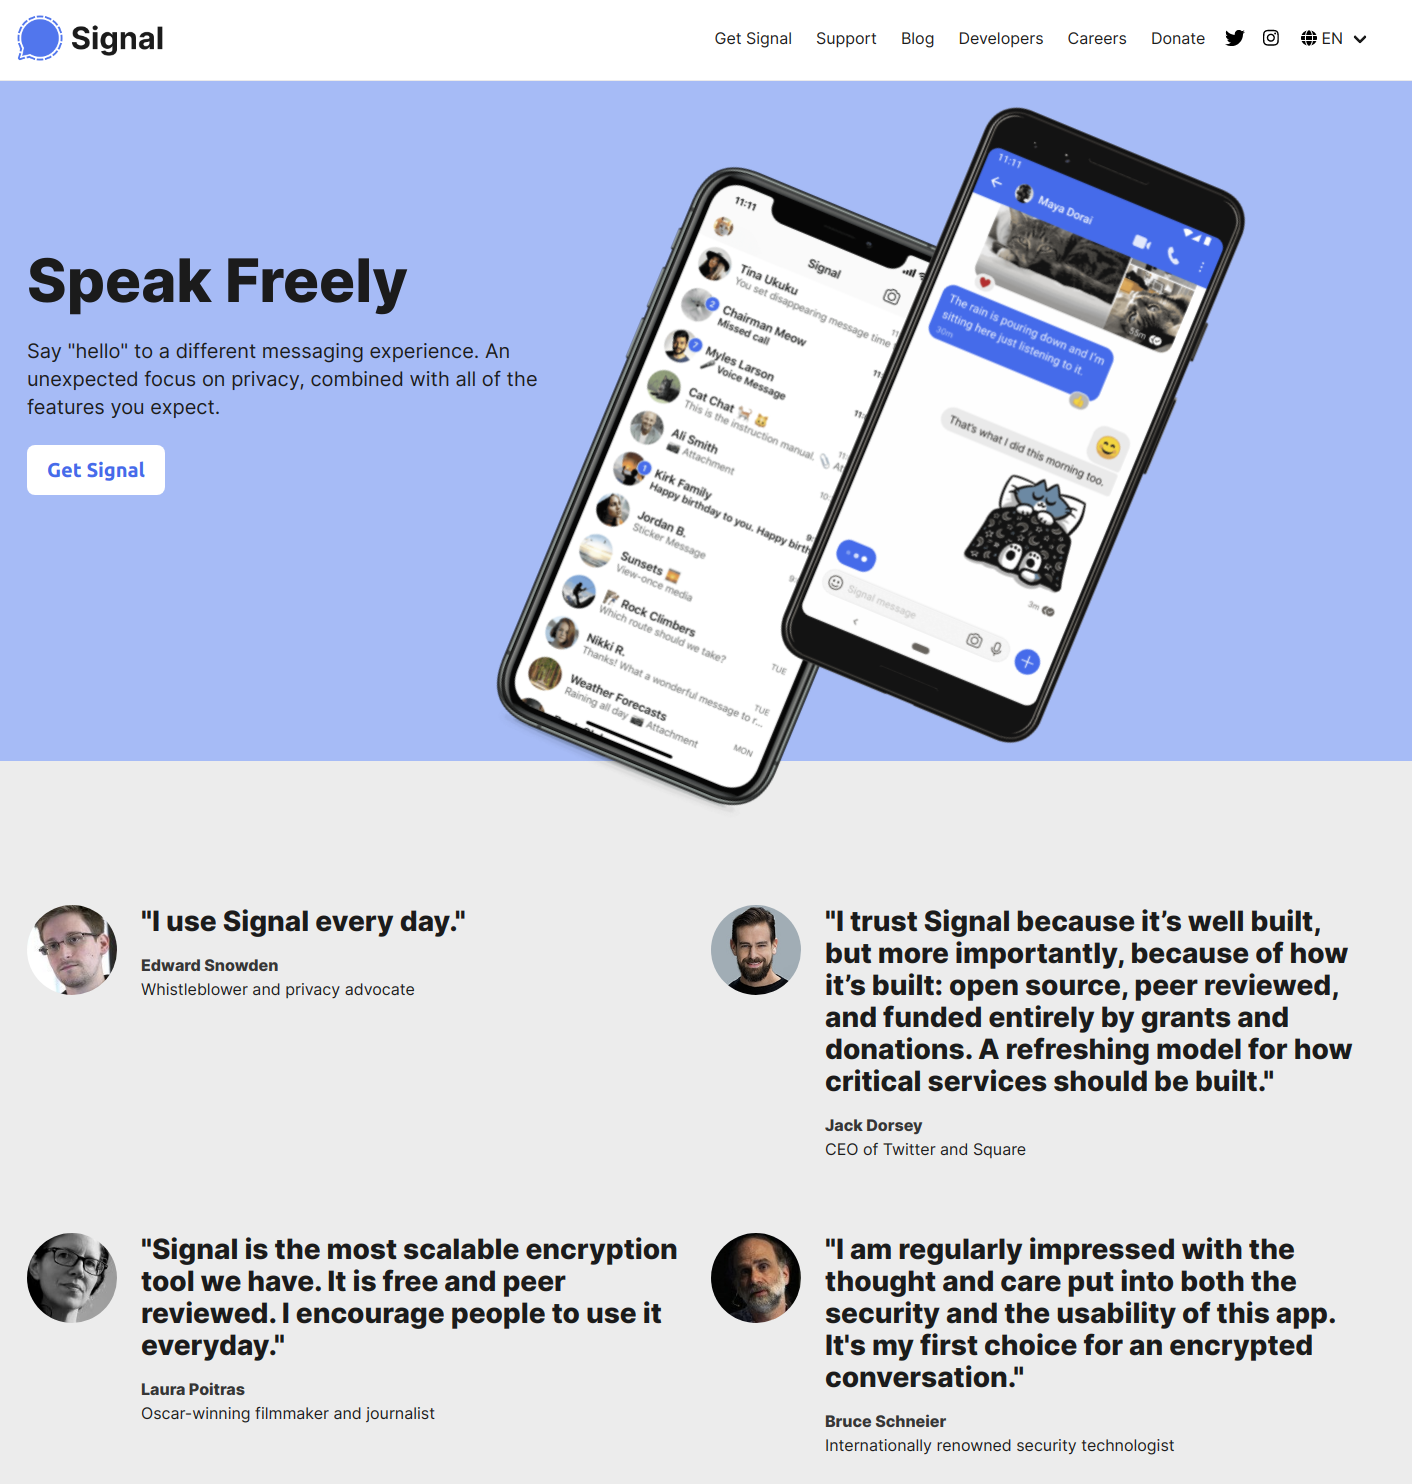 Signal
Get Signal
Support
Blog
Developers
Careers
Donate
EN
Speak Freely
Say "hello" to a different messaging experience. An
unexpected focus on privacy, combined with all of the
features you expect.
Get Signal
11:11
Signal
Tina Ukuku
You set disappearing message time
2
Chairman Meow
Missed call
7
Myles Larson
Voice Message
Cat Chat 🐈 🐱
This is the instruction manual.
Ali Smith
Attachment
1
Kirk Family
Happy birthday to you. Happy birth
Jordan B.
Sticker Message
Sunsets 🌅
View-once media
Rock Climbers
Which route should we take?
TUE
Nikki R.
Thanks! What a wonderful message to r...
TUE
Weather Forecasts
Raining all day 📷 Attachment
MON
11:11
Maya Dorai
55m
The rain is pouring down and I'm
sitting here just listening to it.
30m
That's what I did this morning too.
3m
Signal message
"I use Signal every day."
Edward Snowden
Whistleblower and privacy advocate
"I trust Signal because it’s well built,
but more importantly, because of how
it’s built: open source, peer reviewed,
and funded entirely by grants and
donations. A refreshing model for how
critical services should be built."
Jack Dorsey
CEO of Twitter and Square
"Signal is the most scalable encryption
tool we have. It is free and peer
reviewed. I encourage people to use it
everyday."
Laura Poitras
Oscar-winning filmmaker and journalist
"I am regularly impressed with the
thought and care put into both the
security and the usability of this app.
It's my first choice for an encrypted
conversation."
Bruce Schneier
Internationally renowned security technologist